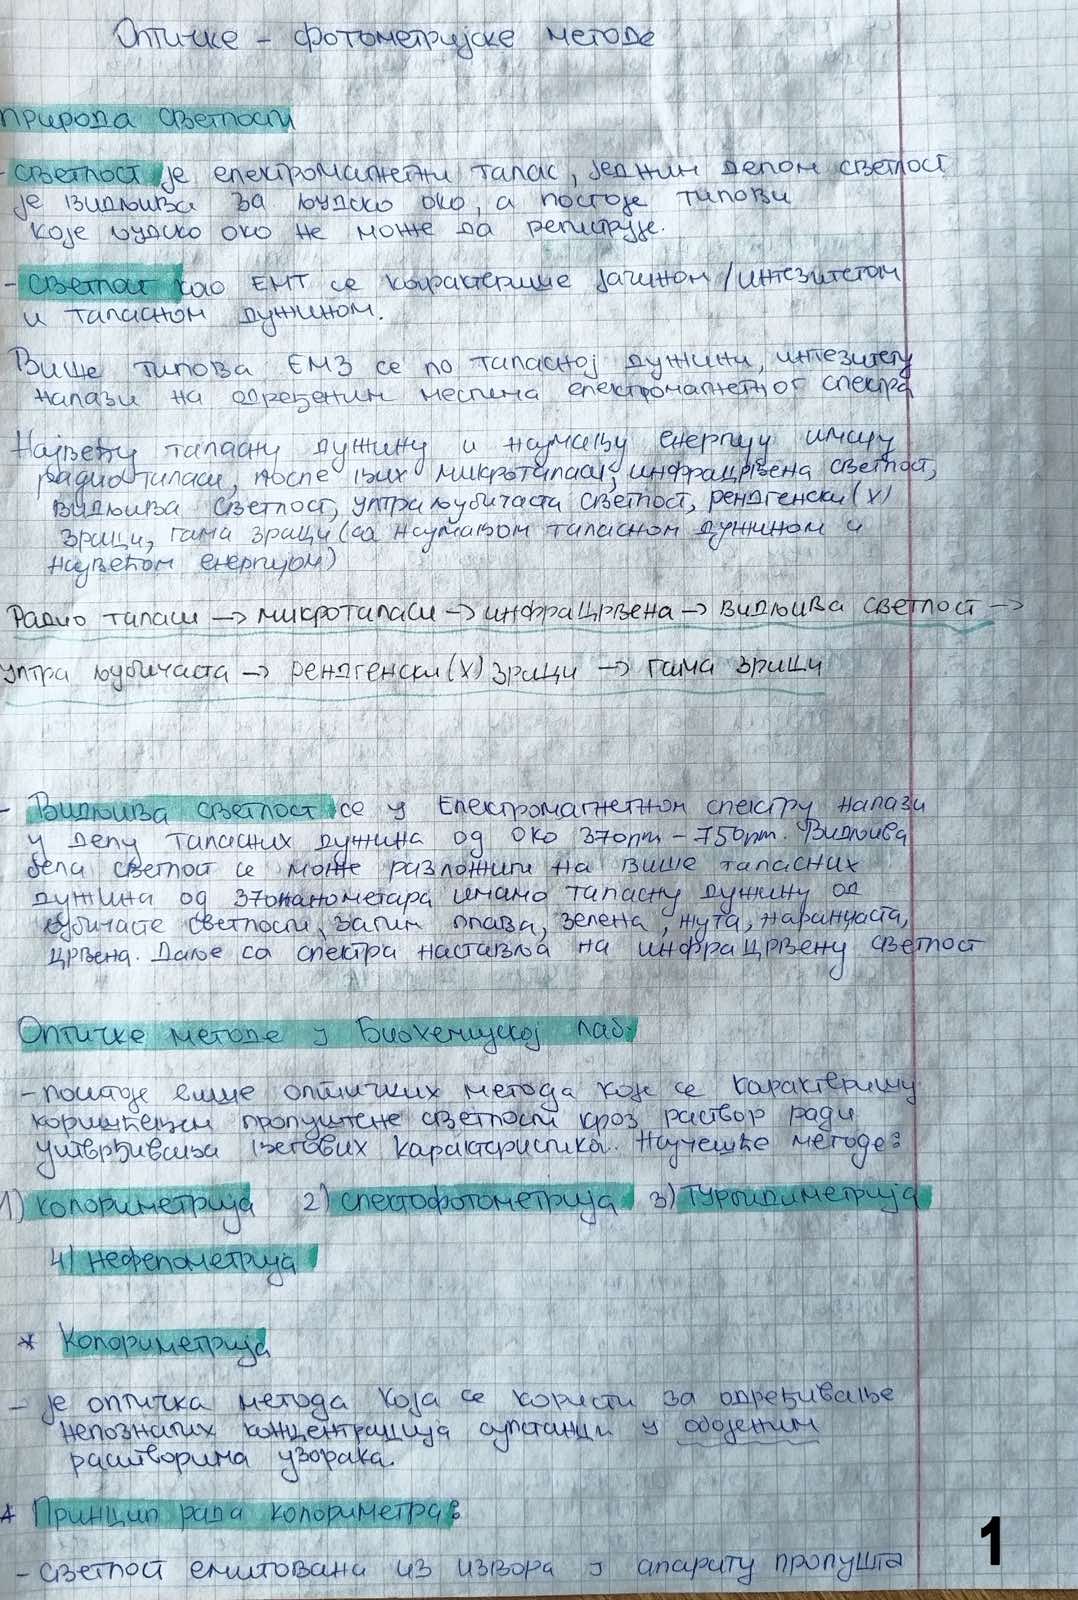 Оптичке - фотометријске методе
Природа светлости
- светлост је електромагнетни талас, једним делом светлост
је видљива за људско око, а постоје типови
које људско око не може да региструје.
- светлост као ЕМТ се карактерише јачином/интезитетом
и таласном дужином.
Више типова ЕМЗ се по таласној дужини, интезитету
налази на одређеним местима електромагнетног спектра
Највећу таласну дужину и најмању енергију имају
радио таласи, после њих микроталаси, инфрацрвена светлост,
видљива светлост, ултраљубичаста светлост, рендгенски (X)
зраци, гама зраци (са најмањом таласном дужином и
највећом енергијом)
Радио таласи → микроталаси → инфрацрвена → видљива светлост →
ултра љубичаста → рендгенски (X) зраци → гама зраци
- Видљива светлост се у Електромагнетном спектру налази
у делу таласних дужина од око 370nm - 750nm. Видљива
бела светлост се може разложити на више таласних
дужина од 370нанометара имамо таласну дужину од
љубичасте светлости, затим плава, зелена, жута, наранџаста,
црвена. Даље са спектра наставља на инфрацрвену светлост
Оптичке методе у Биохемијској лаб.
- постоје више оптичких метода које се карактеришу
коришћењем пропуштене светлости кроз раствор ради
утврђивања његових карактеристика. Најчешће методе:
1) колориметрија 2) спектофотометрија 3) турбидиметрија
4) нефелометрија
* Колориметрија
- је оптичка метода која се користи за одређивање
непознатих концентрација супстанци у обојеним
растворима узорака.
* Принцип рада колориметра:
- светлост емитована из извора у апарату пропушта
1